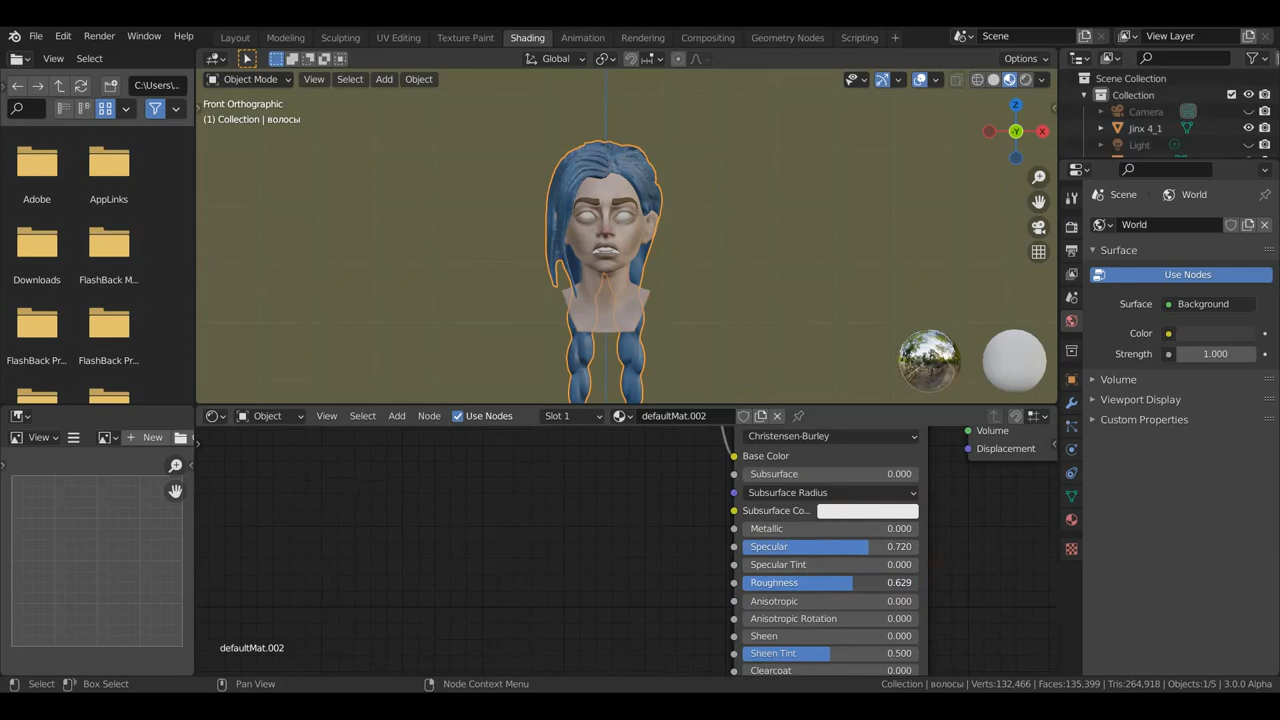 File Edit Render Window Help
Layout Modeling Sculpting UV Editing Texture Paint Shading Animation Rendering Compositing Geometry Nodes Scripting +
Scene
View Layer
View Select
Global
Options
C:\Users\...
Object Mode View Select Add Object
Front Orthographic
(1) Collection | волосы
Adobe
AppLinks
Downloads
FlashBack M...
FlashBack Pr...
FlashBack Pr...
Z
X
-Y
Scene Collection
Collection
Camera
Jinx 4_1
Light
Scene
World
World
Surface
Use Nodes
Surface Background
Color
Strength 1.000
Volume
Viewport Display
Custom Properties
View
New
Object View Select Add Node Use Nodes Slot 1 defaultMat.002
Christensen-Burley
Base Color
Subsurface 0.000
Subsurface Radius
Subsurface Co...
Metallic 0.000
Specular 0.720
Specular Tint 0.000
Roughness 0.629
Anisotropic 0.000
Anisotropic Rotation 0.000
Sheen 0.000
Sheen Tint 0.500
Clearcoat 0.000
Volume
Displacement
defaultMat.002
Select Box Select Pan View Node Context Menu
Collection | волосы | Verts:132,466 | Faces:135,399 | Tris:264,918 | Objects:1/5 | 3.0.0 Alpha